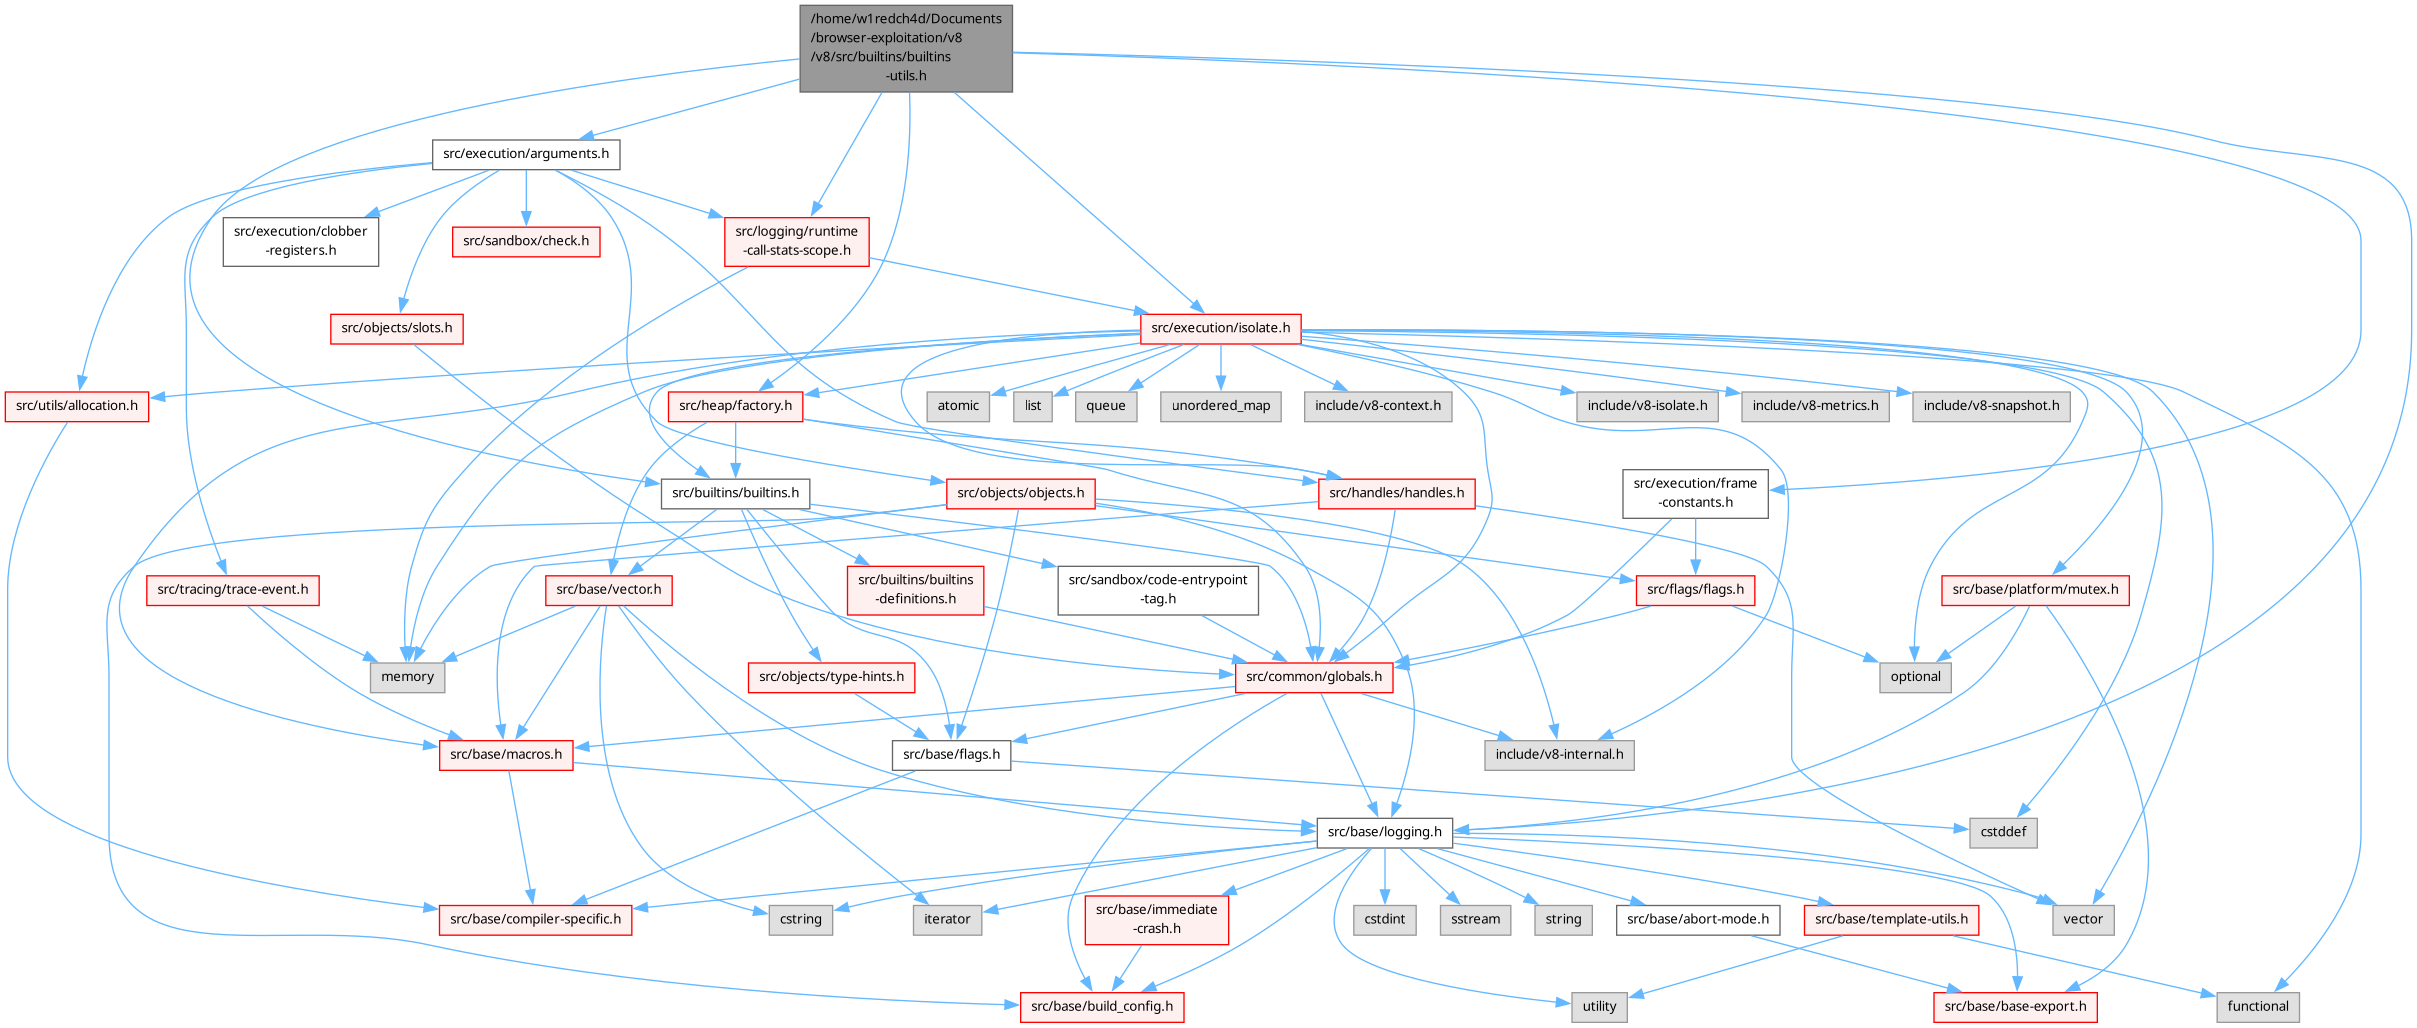 /home/w1redch4d/Documents
/browser-exploitation/v8
/v8/src/builtins/builtins
-utils.h
src/execution/arguments.h
src/execution/clobber
-registers.h
src/sandbox/check.h
src/logging/runtime
-call-stats-scope.h
src/objects/slots.h
src/execution/isolate.h
src/utils/allocation.h
src/heap/factory.h
atomic
list
queue
unordered_map
include/v8-context.h
include/v8-isolate.h
include/v8-metrics.h
include/v8-snapshot.h
src/builtins/builtins.h
src/objects/objects.h
src/handles/handles.h
src/execution/frame
-constants.h
src/tracing/trace-event.h
src/base/vector.h
src/builtins/builtins
-definitions.h
src/sandbox/code-entrypoint
-tag.h
src/flags/flags.h
src/base/platform/mutex.h
memory
src/objects/type-hints.h
src/common/globals.h
optional
src/base/macros.h
src/base/flags.h
include/v8-internal.h
src/base/logging.h
cstddef
src/base/compiler-specific.h
cstring
iterator
src/base/immediate
-crash.h
cstdint
sstream
string
src/base/abort-mode.h
src/base/template-utils.h
vector
src/base/build_config.h
utility
src/base/base-export.h
functional